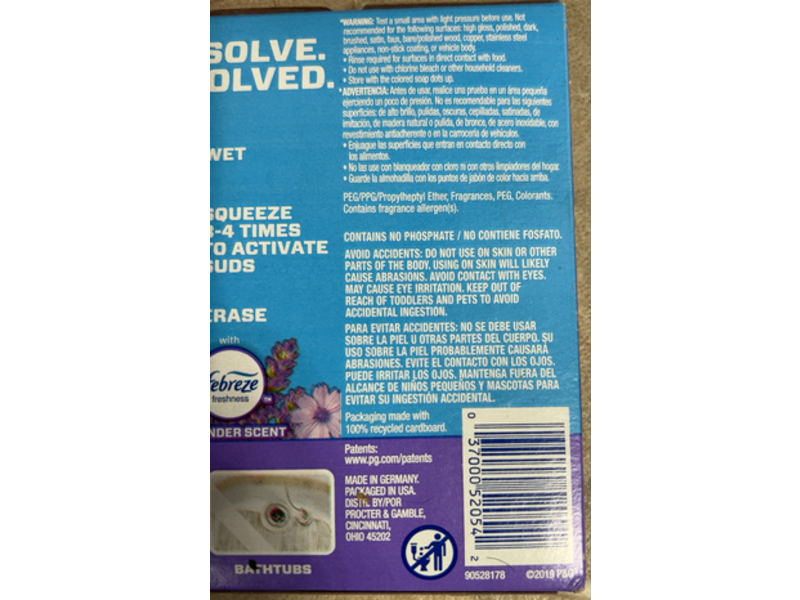 SOLVE.
OLVED.
WET
SQUEEZE
3-4 TIMES
TO ACTIVATE
SUDS
ERASE
with
febreze
freshness
NDER SCENT
BATHTUBS
*WARNING: Test a small area with light pressure before use. Not
recommended for the following surfaces: high gloss, polished, dark,
brushed, satin, faux, bare/polished wood, copper, stainless steel
appliances, non-stick coating, or vehicle body.
• Rinse required for surfaces in direct contact with food.
• Do not use with chlorine bleach or other household cleaners.
• Store with the colored soap dots up.
*ADVERTENCIA: Antes de usar, realice una prueba en un área pequeña
ejerciendo un poco de presión. No es recomendable para las siguientes
superficies: de alto brillo, pulidas, oscuras, cepilladas, satinadas, de
imitación, de madera natural o pulida, de bronce, de acero inoxidable, con
revestimiento antiadherente o en la carrocería de vehículos.
• Enjuague las superficies que entran en contacto directo con
los alimentos.
• No las use con blanqueador con cloro ni con otros limpiadores del hogar.
• Guarde la almohadilla con los puntos de jabón de color hacia arriba.
PEG/PPG/Propylheptyl Ether, Fragrances, PEG, Colorants.
Contains fragrance allergen(s).
CONTAINS NO PHOSPHATE / NO CONTIENE FOSFATO.
AVOID ACCIDENTS: DO NOT USE ON SKIN OR OTHER
PARTS OF THE BODY. USING ON SKIN WILL LIKELY
CAUSE ABRASIONS. AVOID CONTACT WITH EYES.
MAY CAUSE EYE IRRITATION. KEEP OUT OF
REACH OF TODDLERS AND PETS TO AVOID
ACCIDENTAL INGESTION.
PARA EVITAR ACCIDENTES: NO SE DEBE USAR
SOBRE LA PIEL U OTRAS PARTES DEL CUERPO. SU
USO SOBRE LA PIEL PROBABLEMENTE CAUSARÁ
ABRASIONES. EVITE EL CONTACTO CON LOS OJOS.
PUEDE IRRITAR LOS OJOS. MANTENGA FUERA DEL
ALCANCE DE NIÑOS PEQUEÑOS Y MASCOTAS PARA
EVITAR SU INGESTIÓN ACCIDENTAL.
Packaging made with
100% recycled cardboard.
Patents:
www.pg.com/patents
MADE IN GERMANY.
PACKAGED IN USA.
DISTR. BY/POR
PROCTER & GAMBLE,
CINCINNATI,
OHIO 45202
0 37000 52054 2
90528178 ©2019 P&G